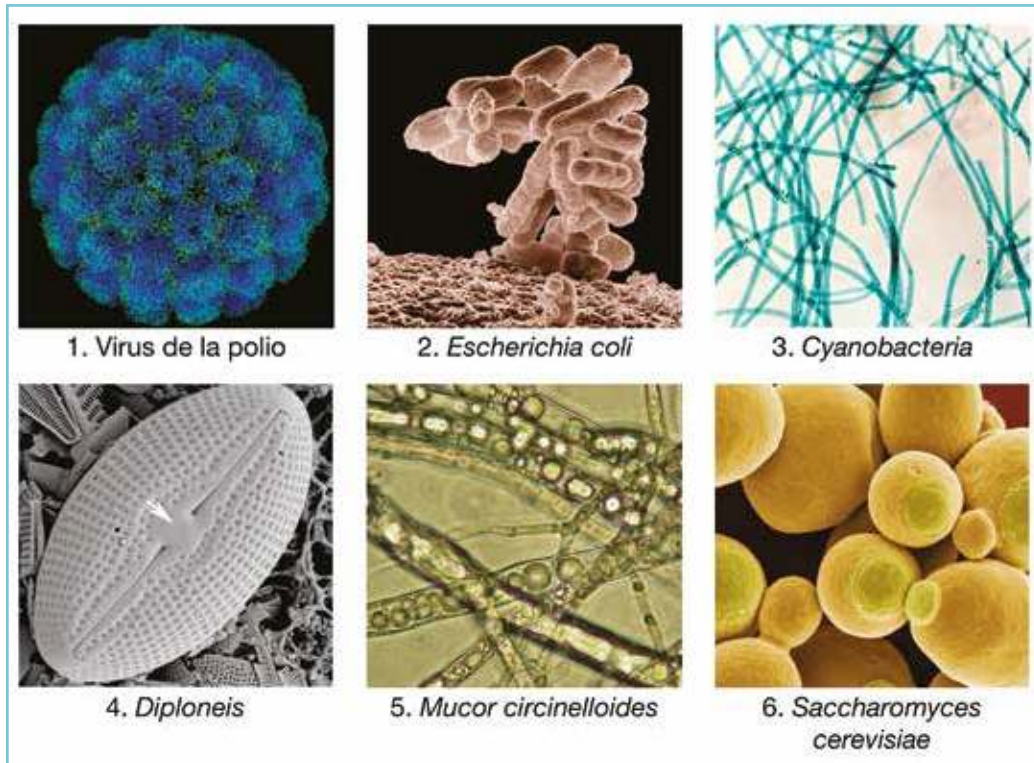 1. Virus de la polio
2. Escherichia coli
3. Cyanobacteria
4. Diploneis
5. Mucor circinelloides
6. Saccharomyces
cerevisiae